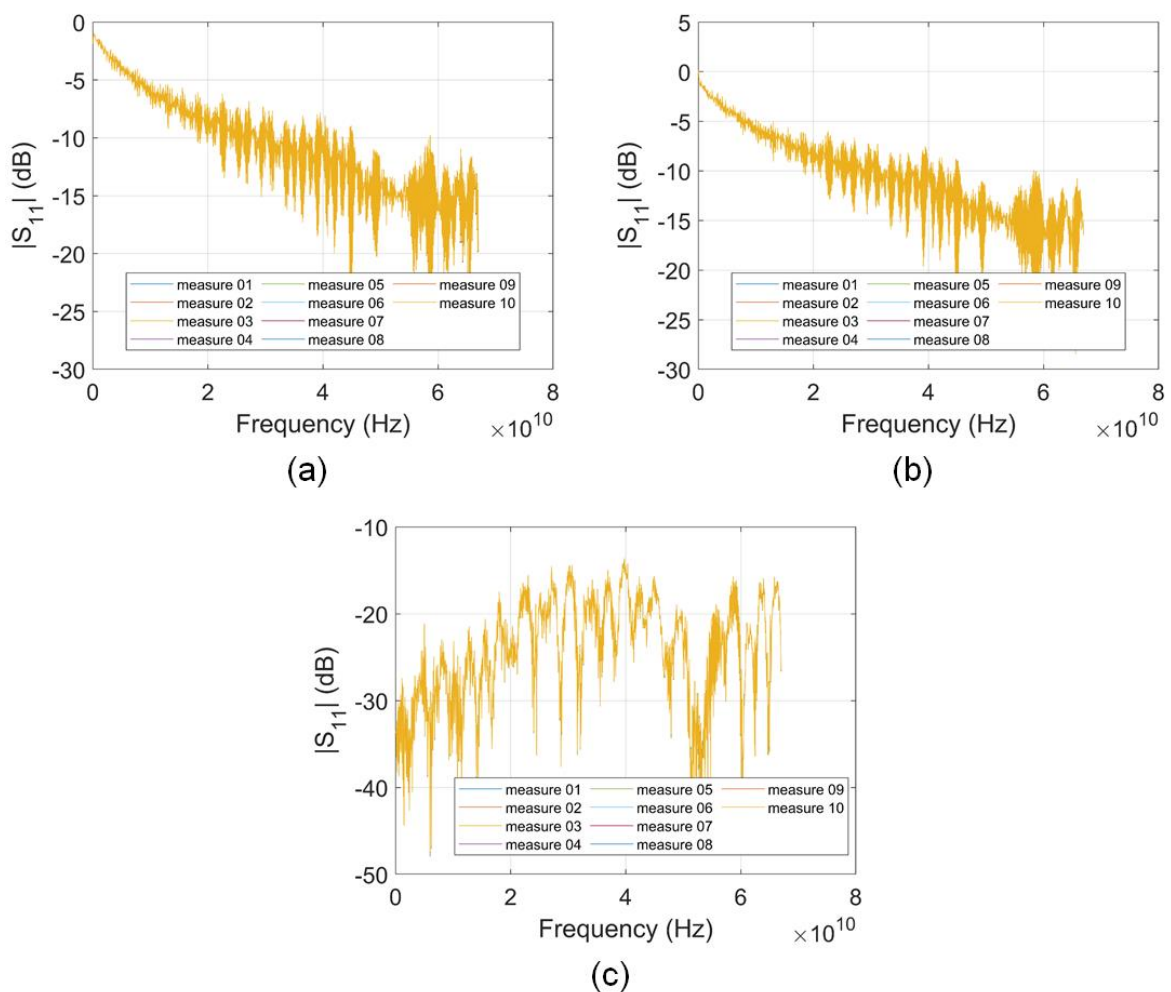 0
-5
-10
-15
-20
-25
-30
|S11| (dB)
measure 01 measure 05 measure 09
measure 02 measure 06 measure 10
measure 03 measure 07
measure 04 measure 08
0 2 4 6 8
Frequency (Hz) ×10^10
(a)
5
0
-5
-10
-15
-20
-25
-30
|S11| (dB)
measure 01 measure 05 measure 09
measure 02 measure 06 measure 10
measure 03 measure 07
measure 04 measure 08
0 2 4 6 8
Frequency (Hz) ×10^10
(b)
-10
-20
-30
-40
-50
|S11| (dB)
measure 01 measure 05 measure 09
measure 02 measure 06 measure 10
measure 03 measure 07
measure 04 measure 08
0 2 4 6 8
Frequency (Hz) ×10^10
(c)